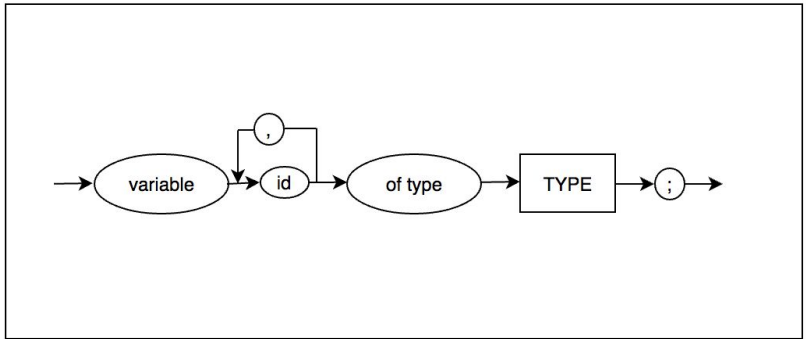 ,
variable id of type TYPE ;